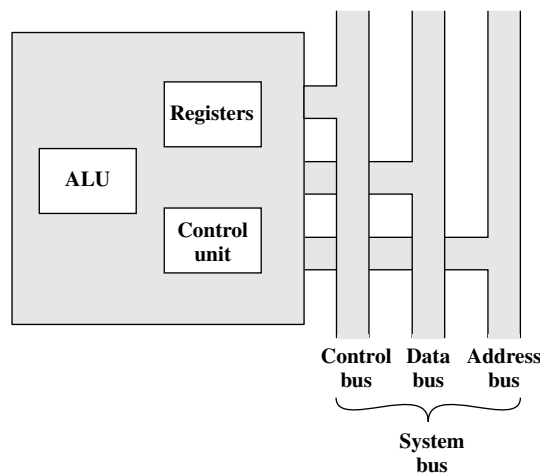 Registers
ALU
Control
unit
Control
bus
Data
bus
Address
bus
System
bus